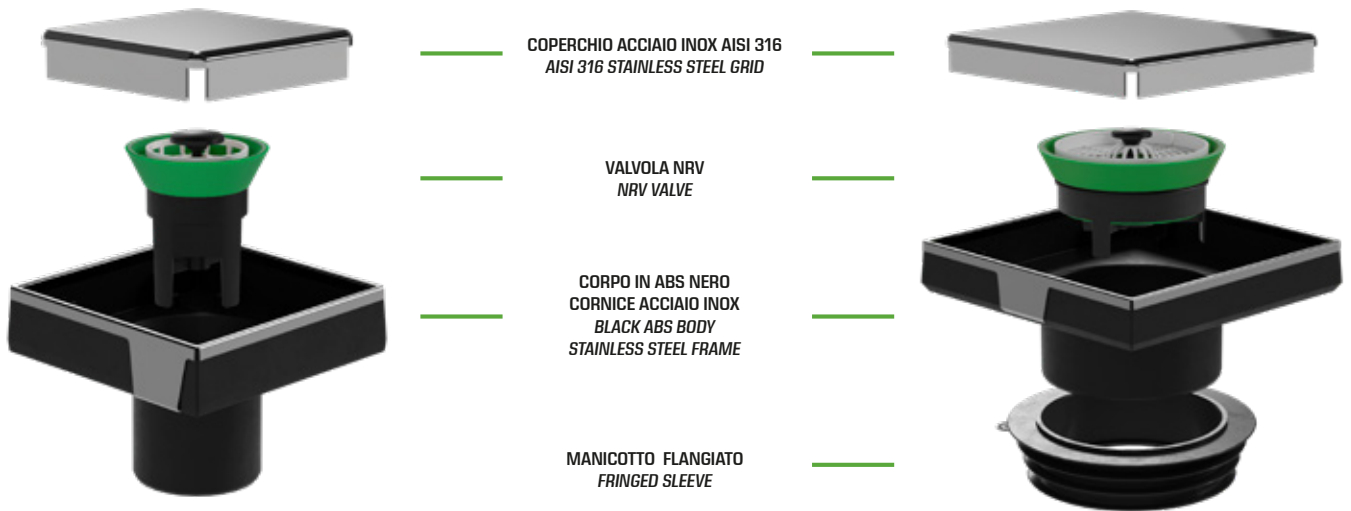 COPERCHIO ACCIAIO INOX AISI 316
AISI 316 STAINLESS STEEL GRID
VALVOLA NRV
NRV VALVE
CORPO IN ABS NERO
CORNICE ACCIAIO INOX
BLACK ABS BODY
STAINLESS STEEL FRAME
MANICOTTO FLANGIATO
FRINGED SLEEVE